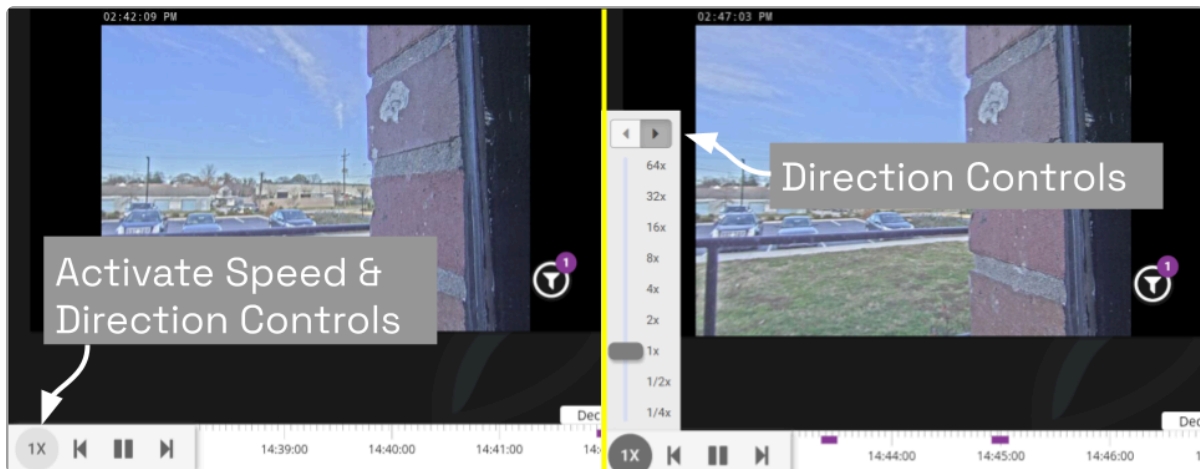 02:42:09 PM
Activate Speed &
Direction Controls
1
Dec
1X
14:39:00
14:40:00
14:41:00
02:47:03 PM
Direction Controls
64x
32x
16x
8x
4x
2x
1x
1/2x
1/4x
1
Dec
1X
14:44:00
14:45:00
14:46:00